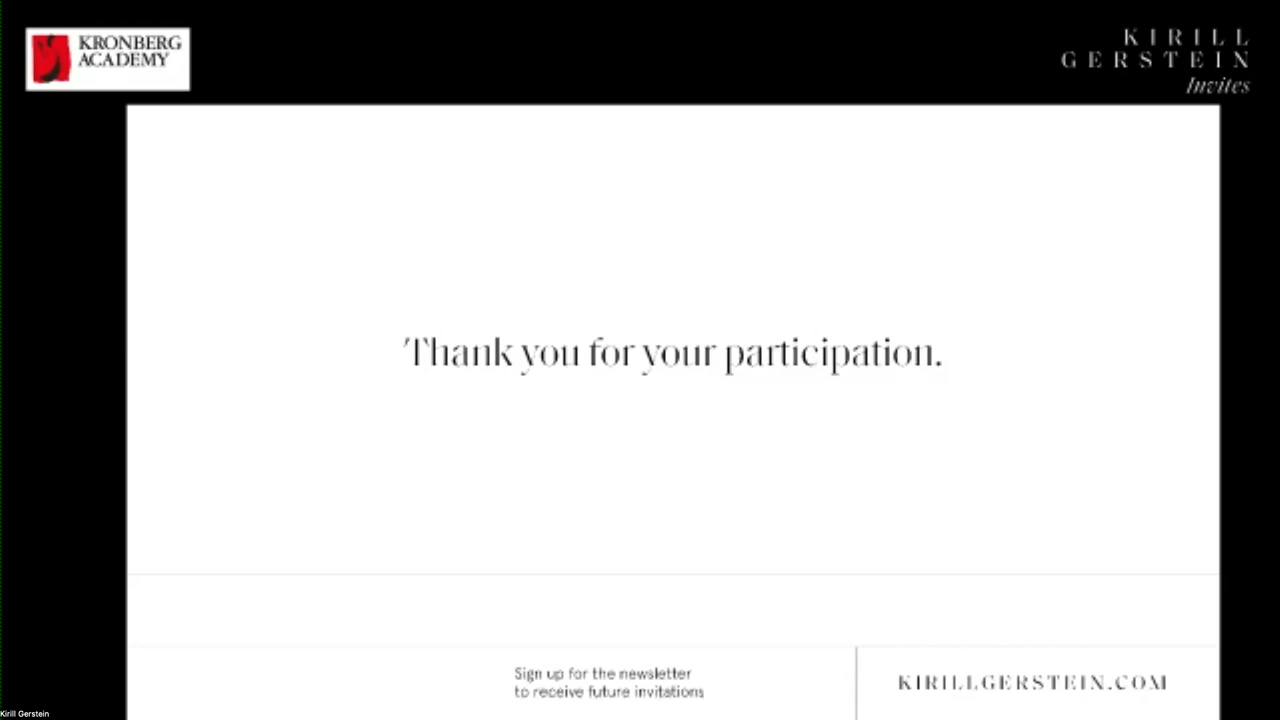 KRONBERG
ACADEMY
KIRILL
GERSTEIN
Invites
Thank you for your participation.
Sign up for the newsletter
to receive future invitations
KIRILLGERSTEIN.COM
Kirill Gerstein